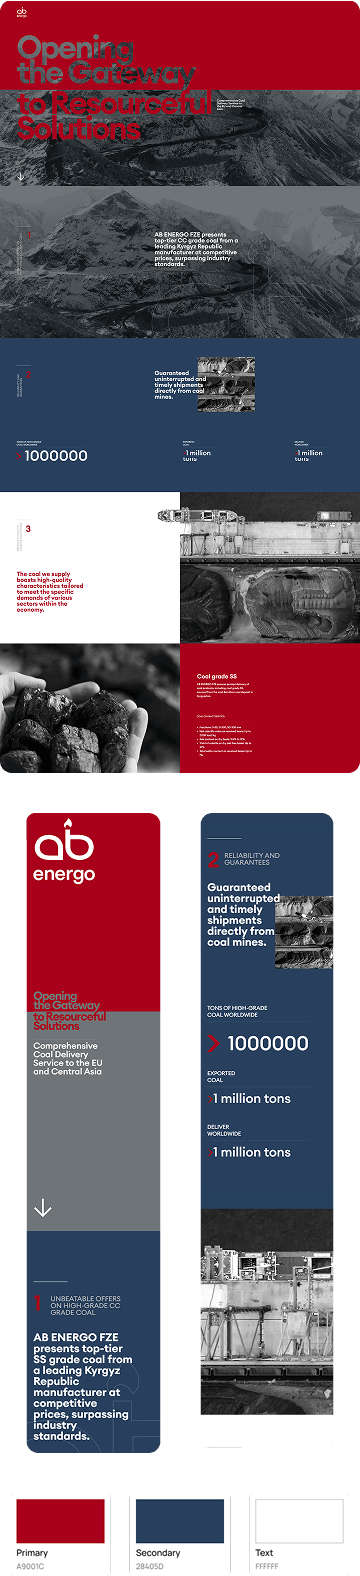 ab
energo
Opening
the Gateway
to Resourceful
Solutions
Comprehensive Coal
AB ENERGO FZE presents
top-tier CC grade coal from a
leading Kyrgyz Republic
manufacturer at competitive
prices, surpassing industry
standards.
Guaranteed
uninterrupted and
timely shipments
directly from coal
mines.
1000000
1 million
tons
1 million
tons
3
The coal we supply
boasts high-quality
characteristics tailored
to meet the specific
demands of various
sectors within the
economy.
Coal grade SS
ab
energo
Opening
the Gateway
to Resourceful
Solutions
Comprehensive
Coal Delivery
Service to the EU
and Central Asia
1
UNBEATABLE OFFERS
ON HIGH-GRADE CC
GRADE COAL
AB ENERGO FZE
presents top-tier
SS grade coal from
a leading Kyrgyz
Republic
manufacturer at
competitive
prices, surpassing
industry
standards.
2
RELIABILITY AND
GUARANTEES
Guaranteed
uninterrupted
and timely
shipments
directly from
coal mines.
TONS OF HIGH-GRADE
COAL WORLDWIDE
> 1000000
EXPORTED
COAL
>1 million tons
DELIVER
WORLDWIDE
>1 million tons
Primary
A9001C
Secondary
28405D
Text
FFFFFF